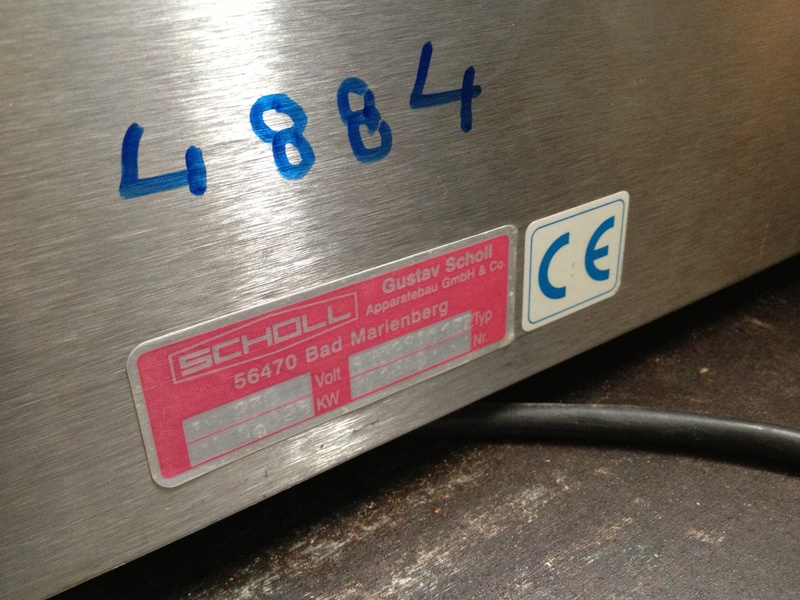 4884
SCHOLL
Gustav Scholl
Apparatebau GmbH & Co.
56470 Bad Marienberg
Volt
KW
Typ
Nr.
CE